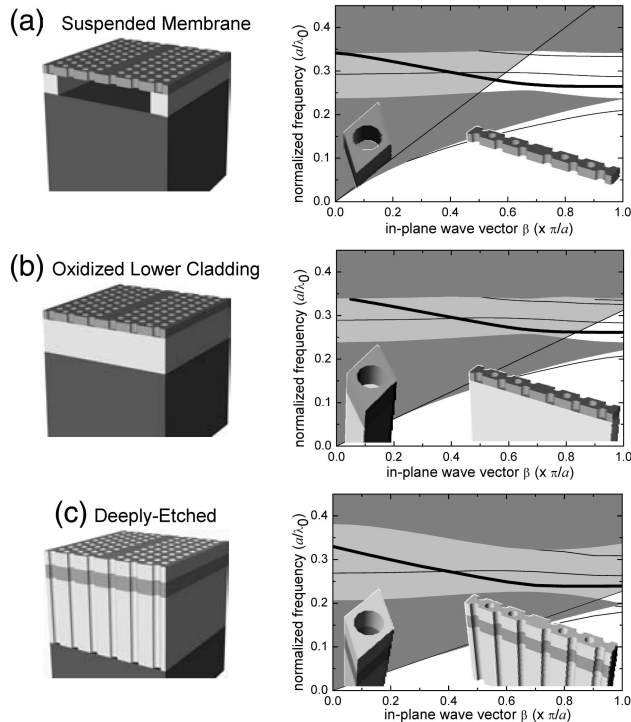 (a) Suspended Membrane
normalized frequency (a/λ0)
0.4
0.3
0.2
0.1
0.0
0.0 0.2 0.4 0.6 0.8 1.0
in-plane wave vector β (x π/a)
(b) Oxidized Lower Cladding
normalized frequency (a/λ0)
0.4
0.3
0.2
0.1
0.0
0.0 0.2 0.4 0.6 0.8 1.0
in-plane wave vector β (x π/a)
(c) Deeply-Etched
normalized frequency (a/λ0)
0.4
0.3
0.2
0.1
0.0
0.0 0.2 0.4 0.6 0.8 1.0
in-plane wave vector β (x π/a)